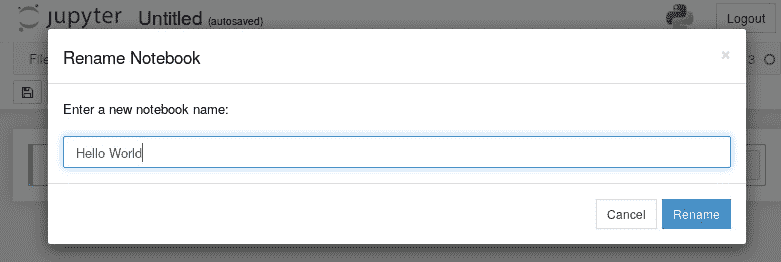 jupyter Untitled (autosaved) Logout
Rename Notebook ×
File 3
Enter a new notebook name:
Hello World
Cancel Rename